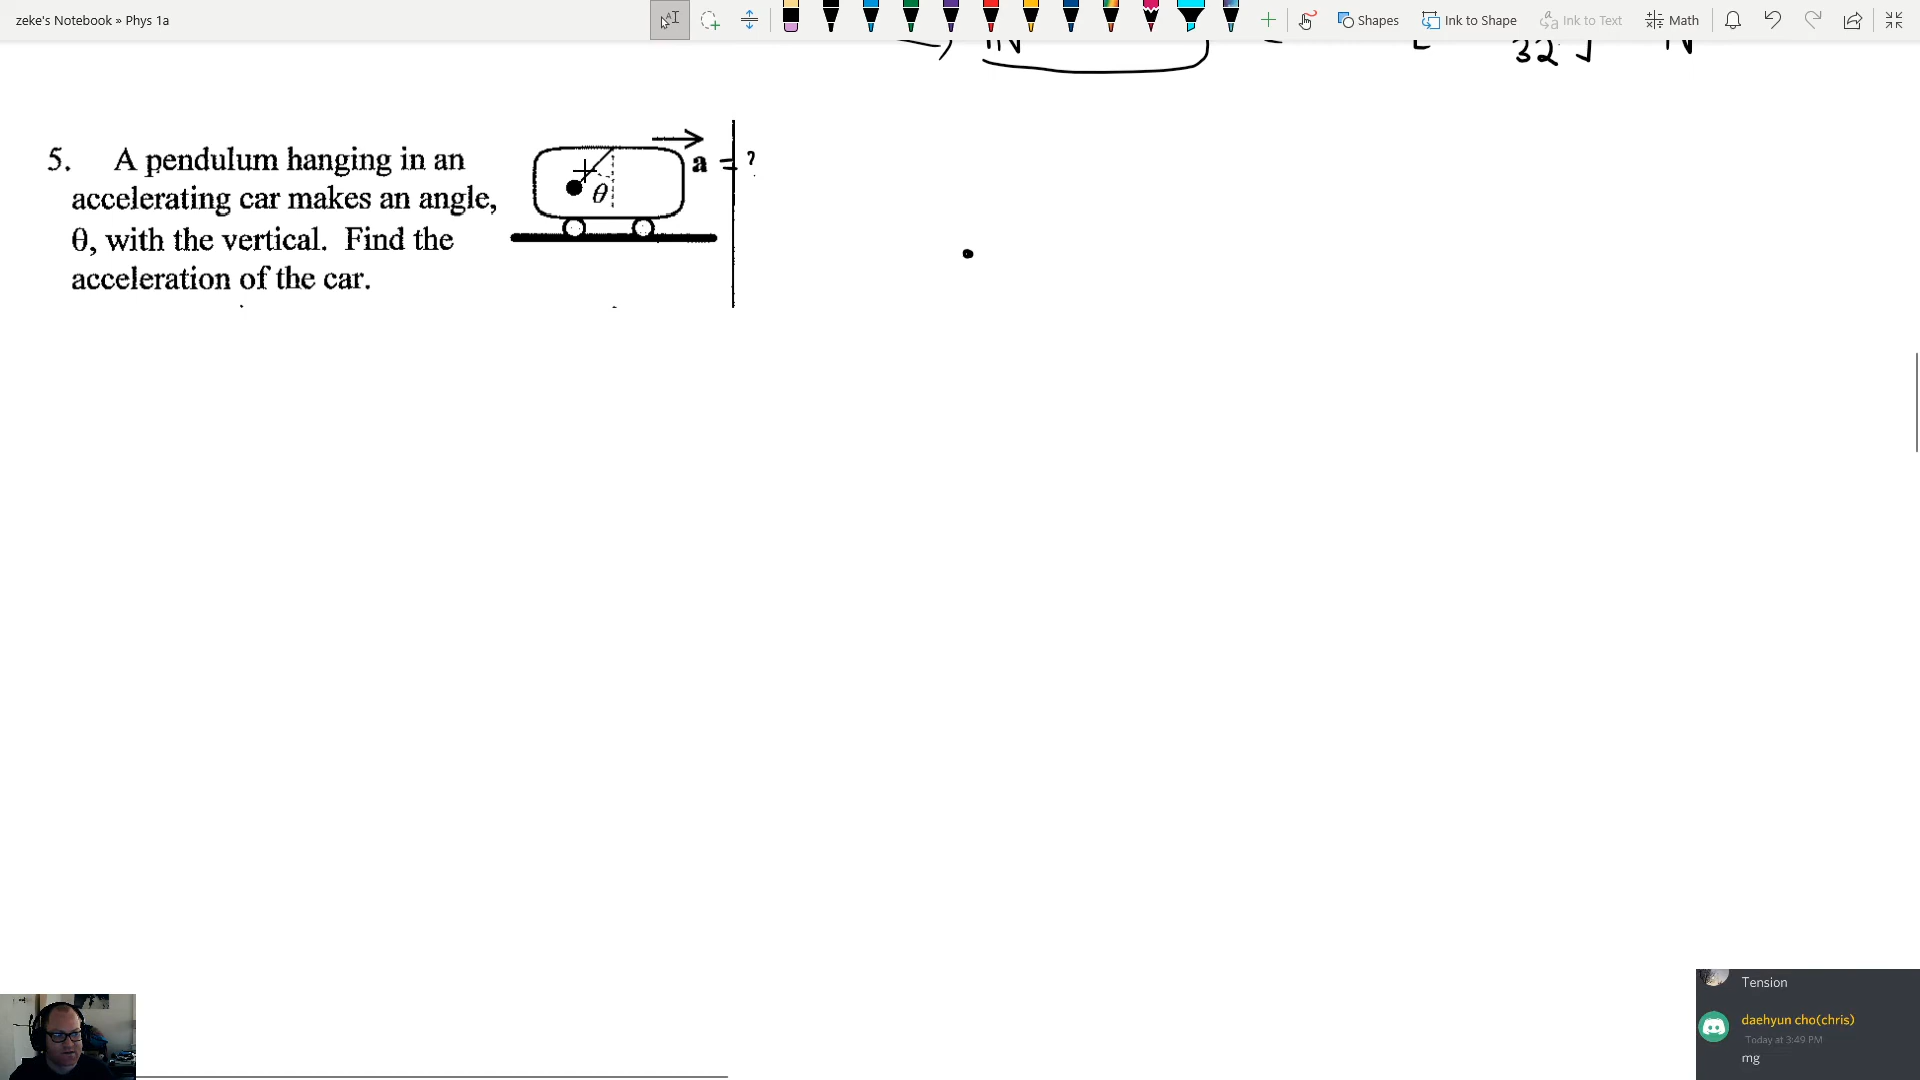 zeke's Notebook » Phys 1a
Shapes
Ink to Shape
Ink to Text
Math
32
N
5. A pendulum hanging in an
accelerating car makes an angle,
θ, with the vertical. Find the
acceleration of the car.
θ
a = ?
Tension
daehyun cho(chris)
Today at 3:49 PM
mg